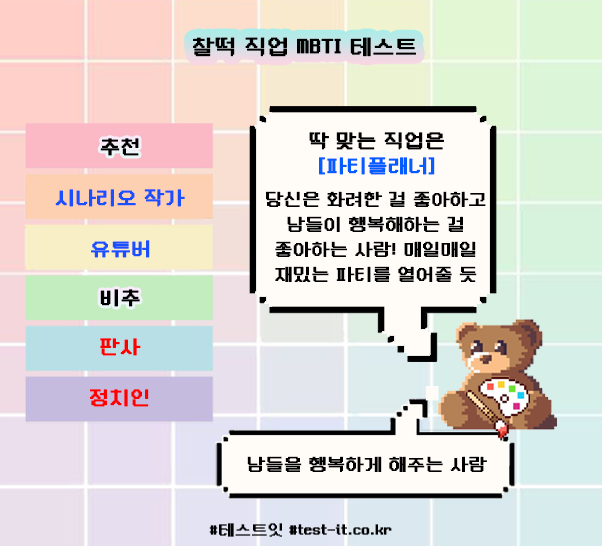 찰떡 직업 MBTI 테스트
추천
시나리오 작가
유튜버
비추
판사
정치인
딱 맞는 직업은
[파티플래너]
당신은 화려한 걸 좋아하고
남들이 행복해하는 걸
좋아하는 사람! 매일매일
재밌는 파티를 열어줄 듯
남들을 행복하게 해주는 사람
#테스트잇 #test-it.co.kr